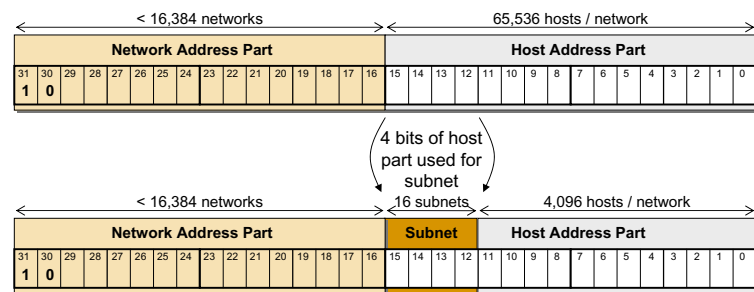 < 16,384 networks 65,536 hosts / network
Network Address Part Host Address Part
31 30 29 28 27 26 25 24 23 22 21 20 19 18 17 16 15 14 13 12 11 10 9 8 7 6 5 4 3 2 1 0
1 0
4 bits of host
part used for
subnet
< 16,384 networks 16 subnets 4,096 hosts / network
Network Address Part Subnet Host Address Part
31 30 29 28 27 26 25 24 23 22 21 20 19 18 17 16 15 14 13 12 11 10 9 8 7 6 5 4 3 2 1 0
1 0